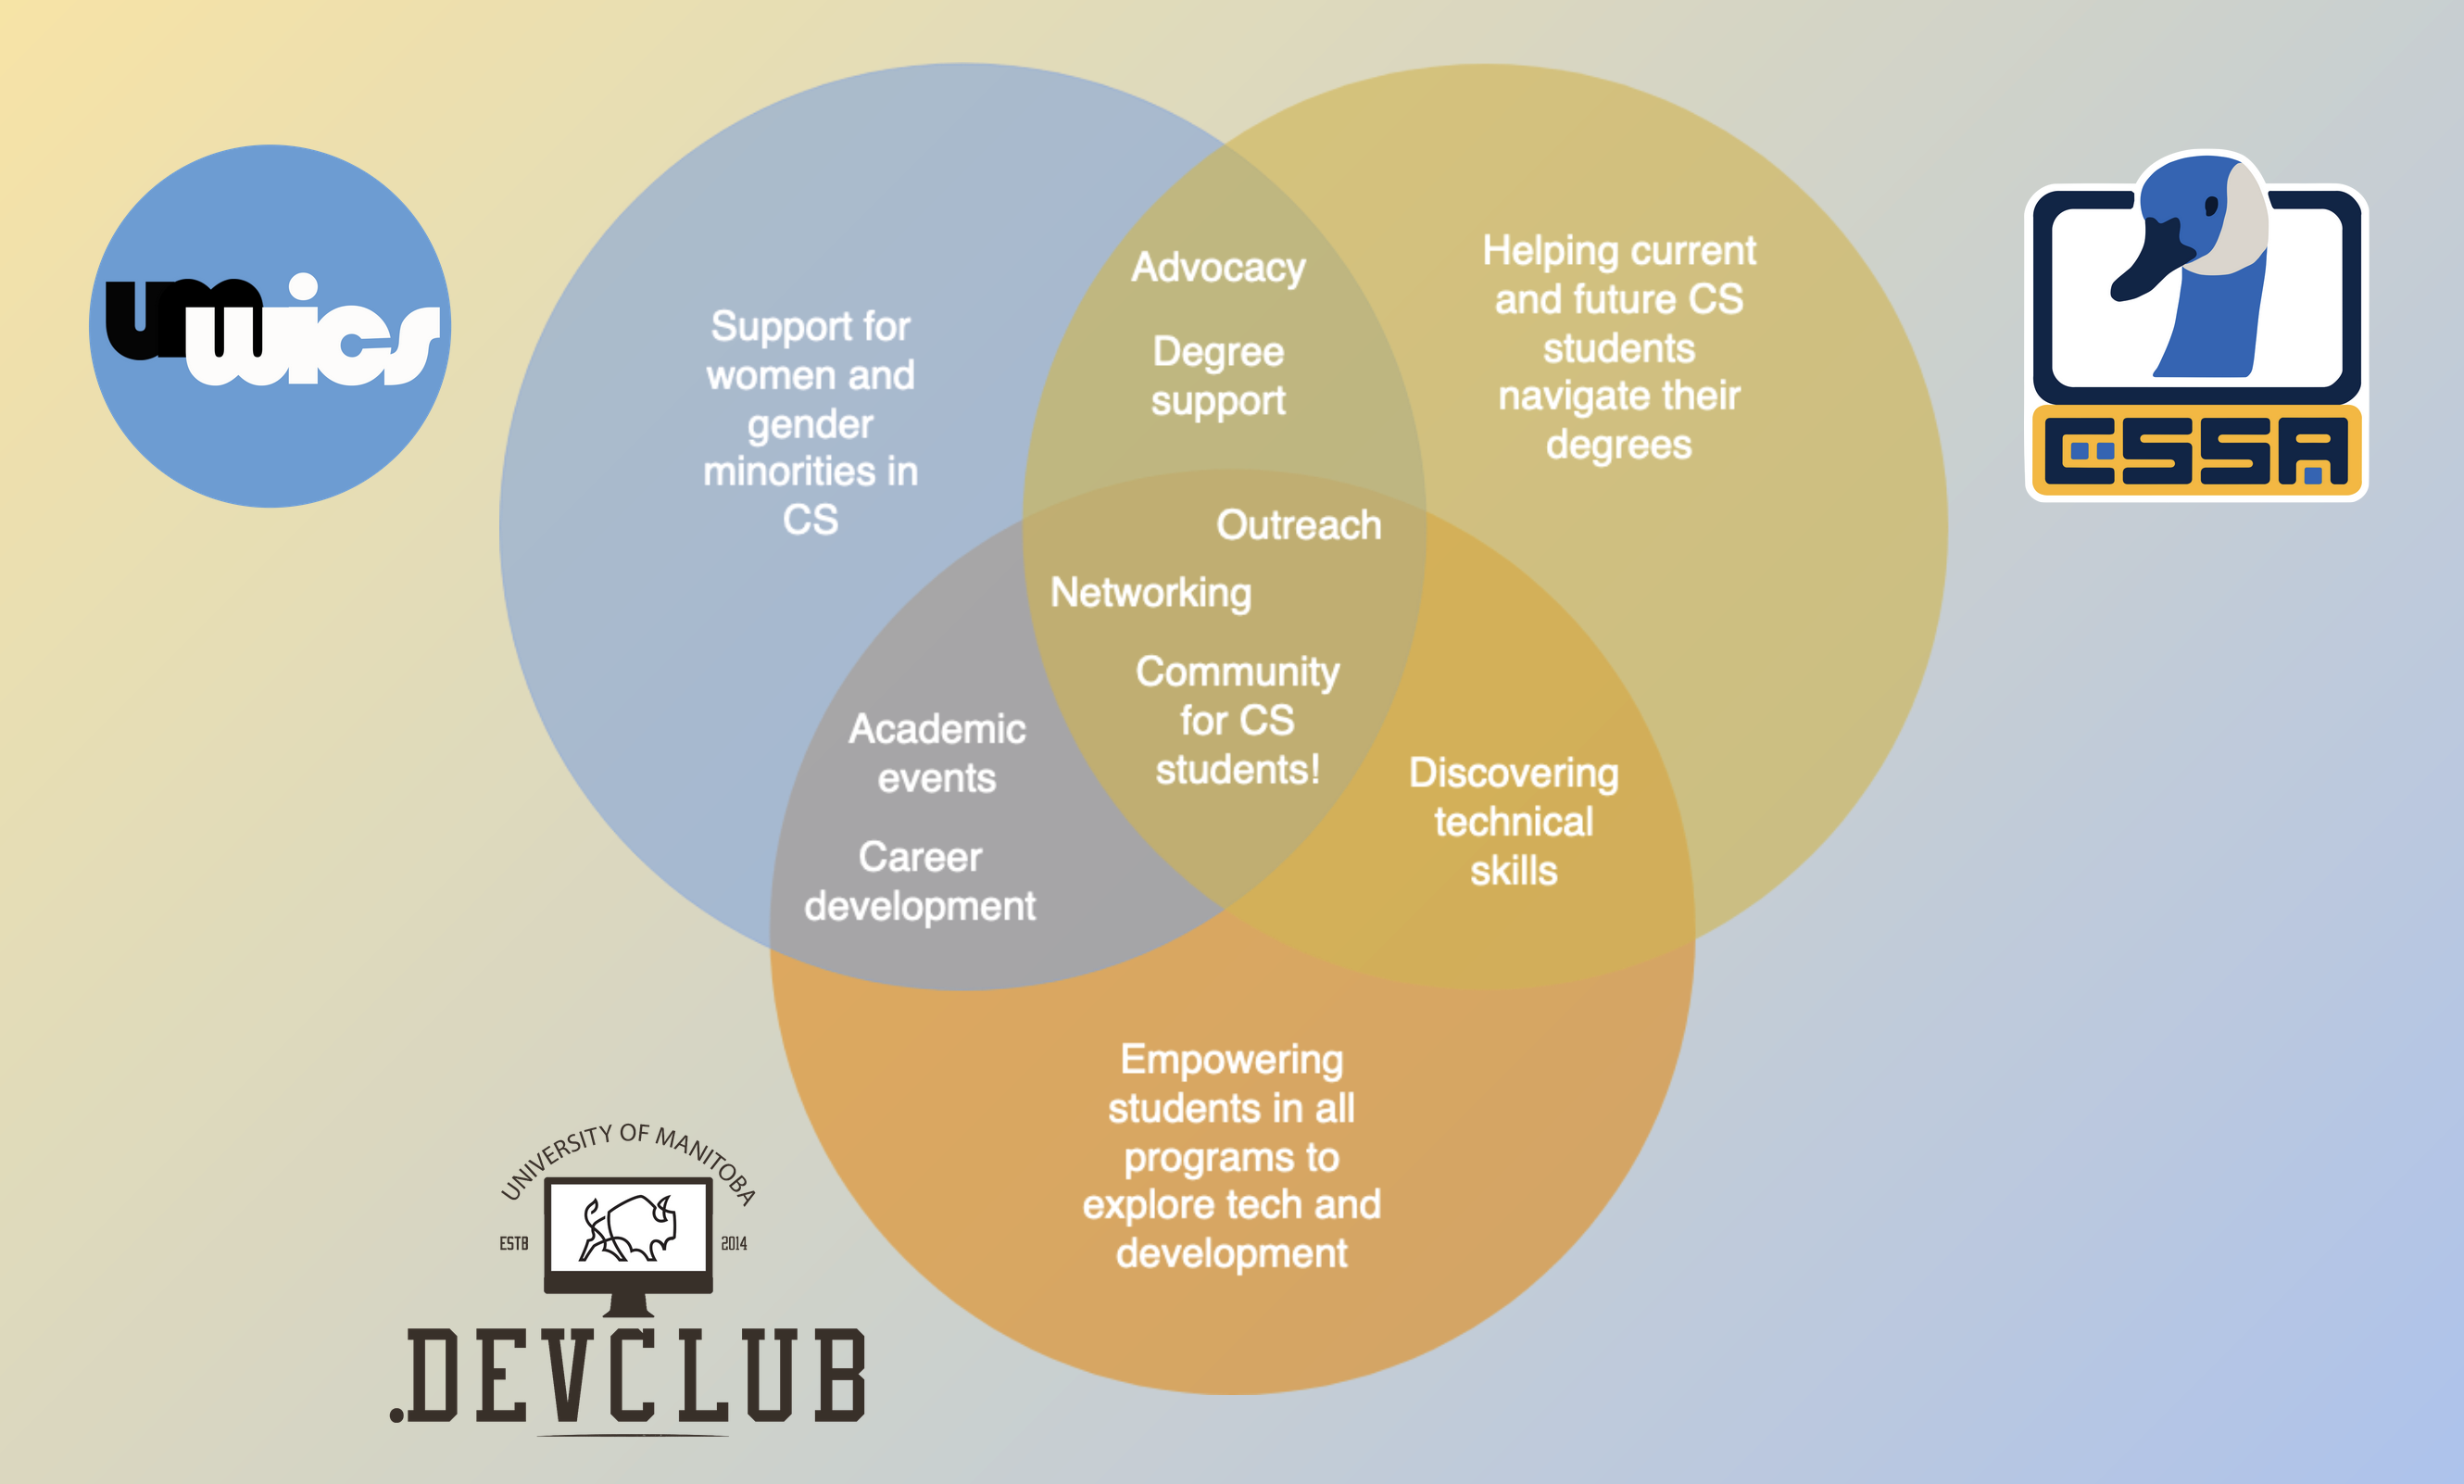 umwics
Support for
women and
gender
minorities in
CS
Advocacy
Degree
support
Helping current
and future CS
students
navigate their
degrees
CSSA
Outreach
Networking
Community
for CS
students!
Academic
events
Career
development
Discovering
technical
skills
Empowering
students in all
programs to
explore tech and
development
UNIVERSITY OF MANITOBA
ESTB 2014
.DEVCLUB